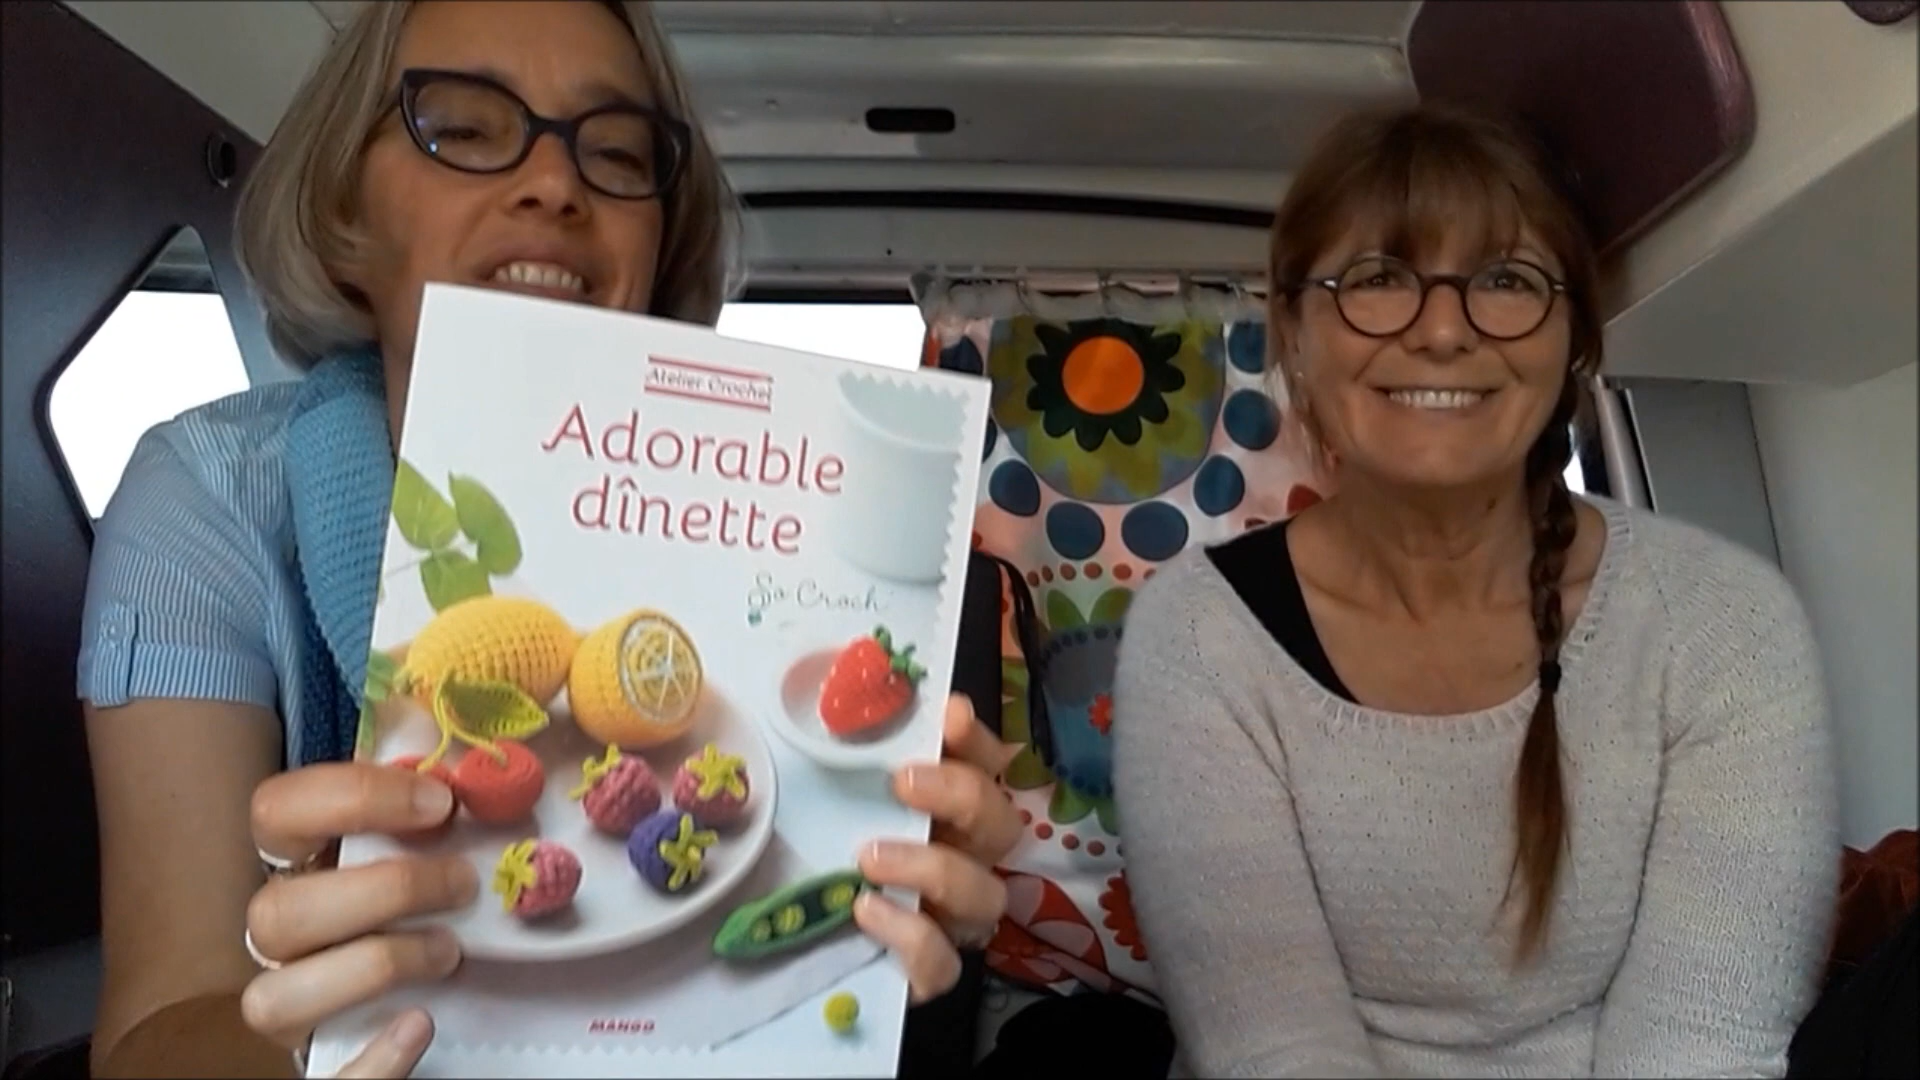 Atelier Crochet
Adorable
dînette
So Croch'
MANGO